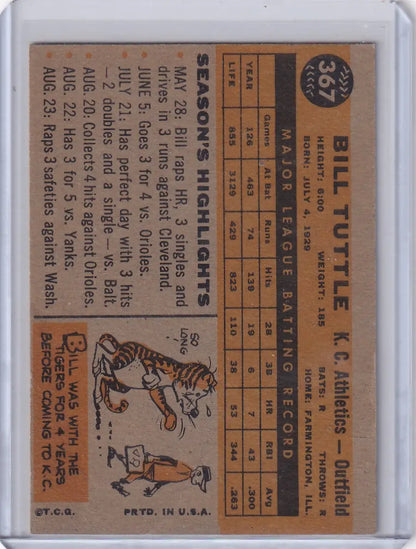 367
BILL TUTTLE K. C. Athletics — Outfield
HEIGHT: 6:00 WEIGHT: 185 BATS: R THROWS: R
BORN: JULY 4, 1929 HOME: FARMINGTON, ILL.
MAJOR LEAGUE BATTING RECORD
Games At Bat Runs Hits 2B 3B HR RBI Avg
YEAR 126 463 74 139 19 6 7 43 .300
LIFE 855 3129 429 823 110 38 53 344 .263
SEASON'S HIGHLIGHTS
MAY 28: Bill raps HR, 3 singles and
drives in 3 runs against Cleveland.
JUNE 5: Goes 3 for 4 vs. Orioles.
JULY 21: Has perfect day with 3 hits
— 2 doubles and a single — vs. Balt.
AUG. 20: Collects 4 hits against Orioles.
AUG. 22: Has 3 for 5 vs. Yanks.
AUG. 23: Raps 3 safeties against Wash.
SO LONG
K.C.
BILL WAS WITH THE
TIGERS FOR 4 YEARS
BEFORE COMING TO K.C.
©T.C.G. PRTD. IN U.S.A.